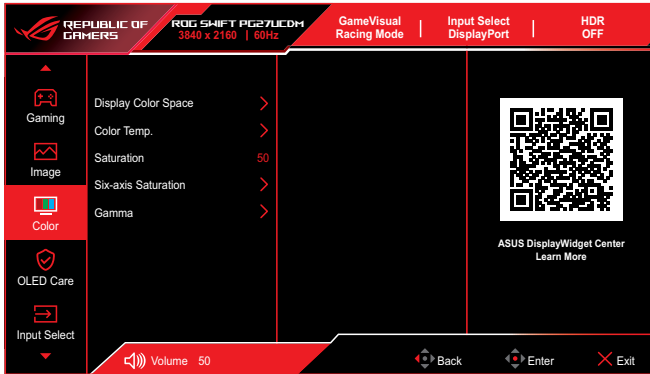 REPUBLIC OF
GAMERS
ROG SWIFT PG27UCDM
3840 x 2160 | 60Hz
GameVisual
Racing Mode
Input Select
DisplayPort
HDR
OFF
Gaming
Image
Color
OLED Care
Input Select
Display Color Space
Color Temp.
Saturation 50
Six-axis Saturation
Gamma
ASUS DisplayWidget Center
Learn More
Volume 50
Back
Enter
Exit